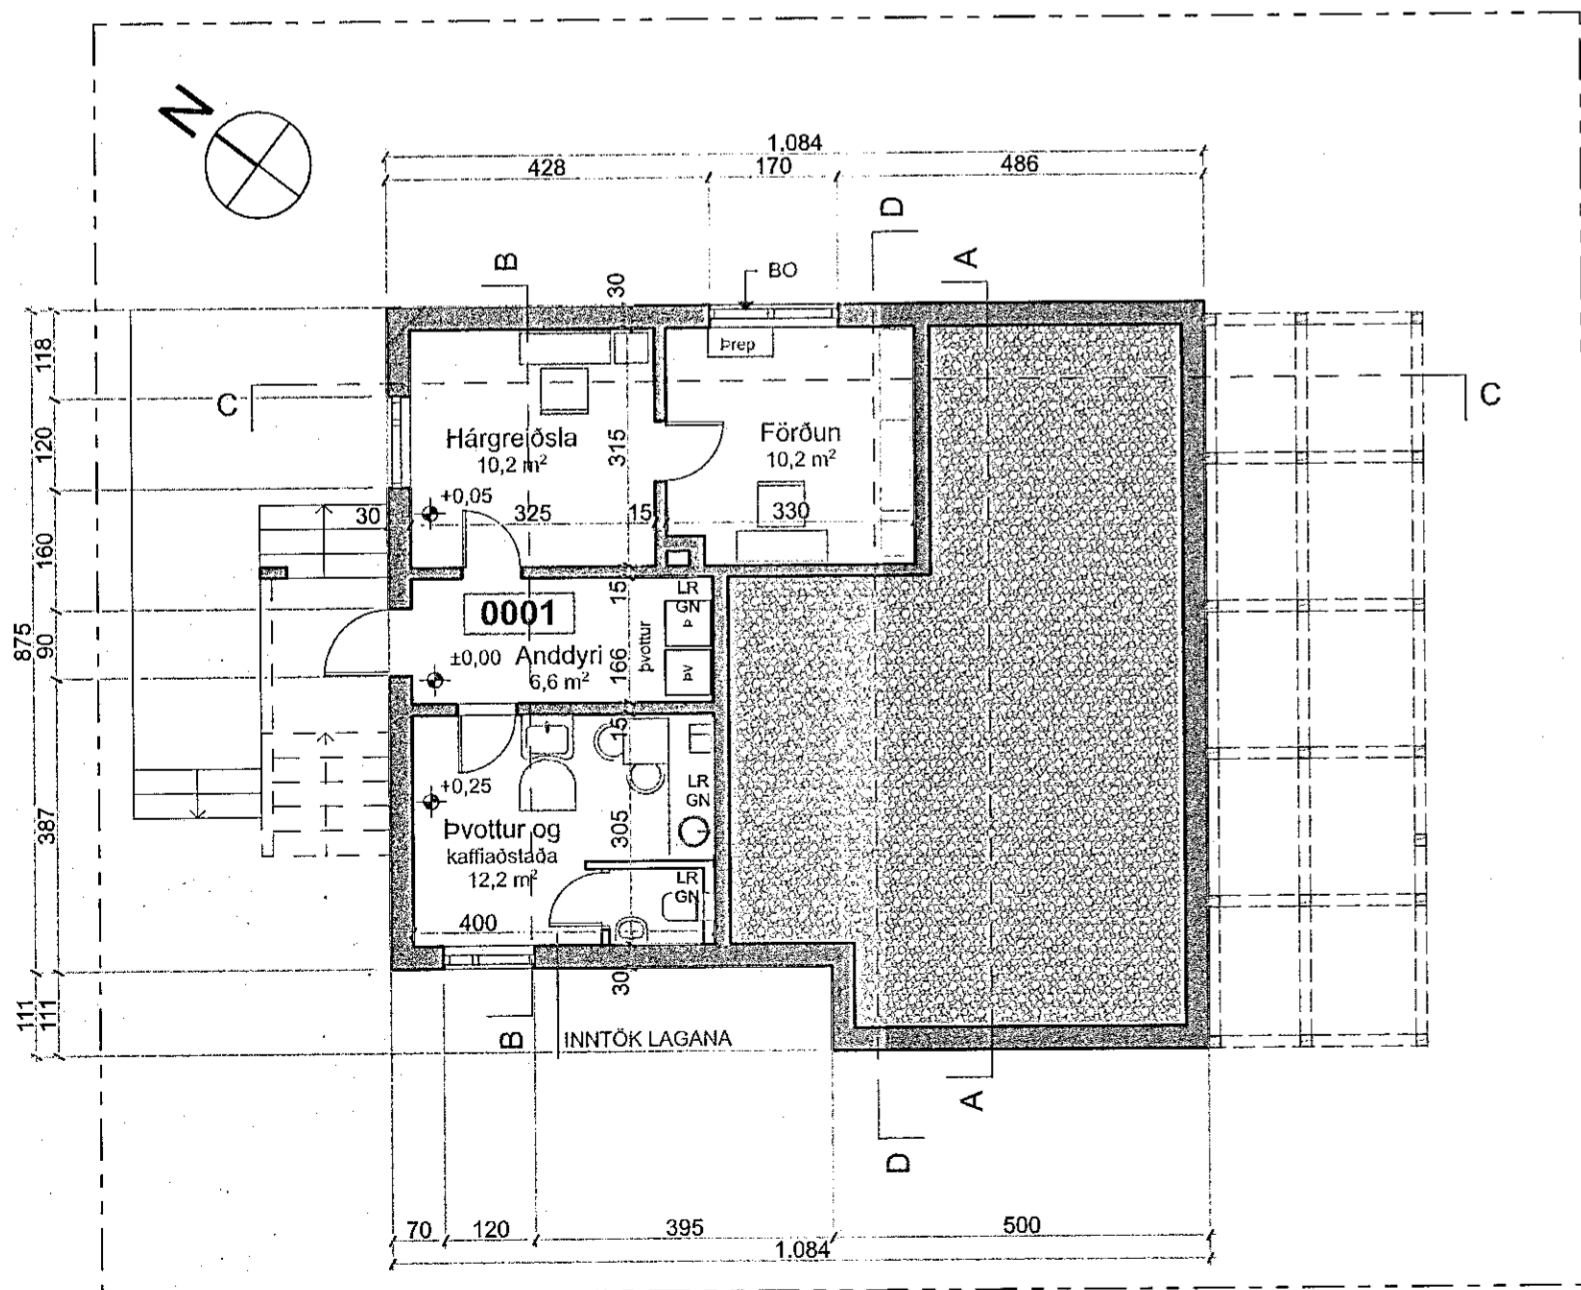 N
1.084
428
170
486
D
B
A
BO
30
118
C
120
160
90
387
875
111
111
Þrep
Hárgreiðsla
10,2 m²
315
Förðun
10,2 m²
C
+0,05
30
325
15
330
15
LR
GN
Þ
0001
±0,00
Anddyri
6,6 m²
166
þvottur
ÞV
15
+0,25
LR
GN
Þvottur og
kaffiaðstaða
12,2 m²
305
LR
GN
400
30
B
INNTÖK LAGANA
A
D
70
120
395
500
1.084